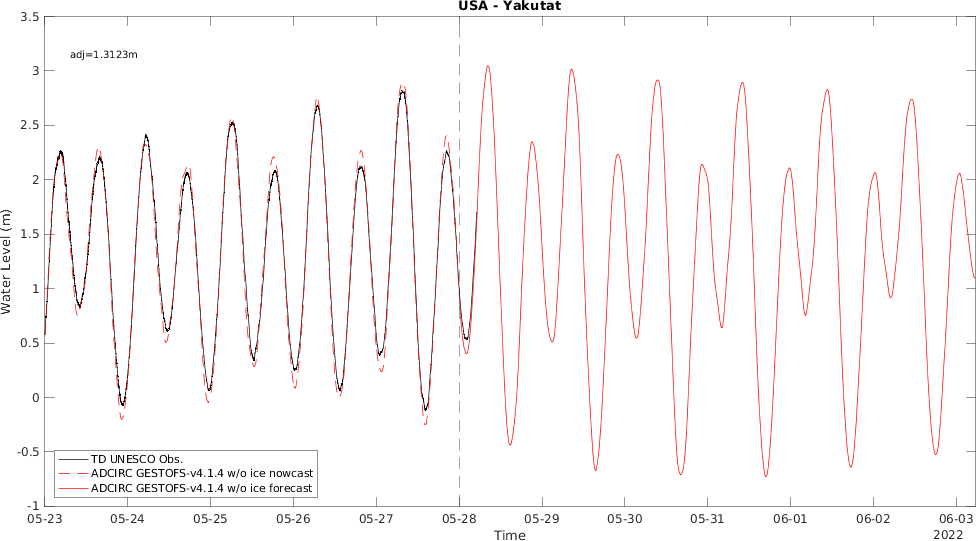 USA - Yakutat
3.5
3
2.5
2
1.5
1
0.5
0
-0.5
-1
Water Level (m)
adj=1.3123m
TD UNESCO Obs.
ADCIRC GESTOFS-v4.1.4 w/o ice nowcast
ADCIRC GESTOFS-v4.1.4 w/o ice forecast
05-23 05-24 05-25 05-26 05-27 05-28 05-29 05-30 05-31 06-01 06-02 06-03
Time
2022